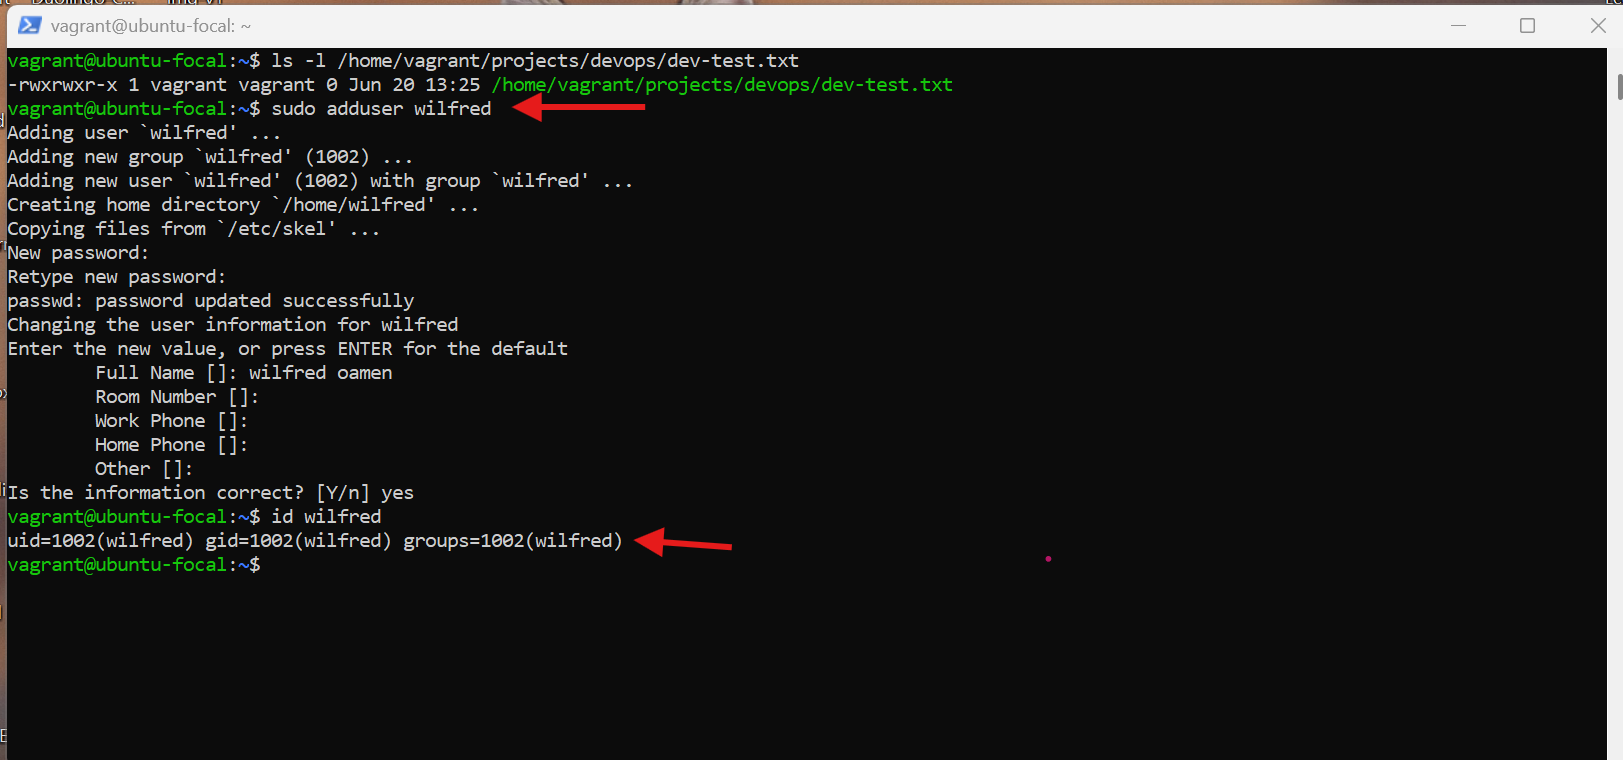 vagrant@ubuntu-focal: ~
vagrant@ubuntu-focal:~$ ls -l /home/vagrant/projects/devops/dev-test.txt
-rwxrwxr-x 1 vagrant vagrant 0 Jun 20 13:25 /home/vagrant/projects/devops/dev-test.txt
vagrant@ubuntu-focal:~$ sudo adduser wilfred
Adding user `wilfred' ...
Adding new group `wilfred' (1002) ...
Adding new user `wilfred' (1002) with group `wilfred' ...
Creating home directory `/home/wilfred' ...
Copying files from `/etc/skel' ...
New password:
Retype new password:
passwd: password updated successfully
Changing the user information for wilfred
Enter the new value, or press ENTER for the default
Full Name []: wilfred oamen
Room Number []:
Work Phone []:
Home Phone []:
Other []:
Is the information correct? [Y/n] yes
vagrant@ubuntu-focal:~$ id wilfred
uid=1002(wilfred) gid=1002(wilfred) groups=1002(wilfred)
vagrant@ubuntu-focal:~$